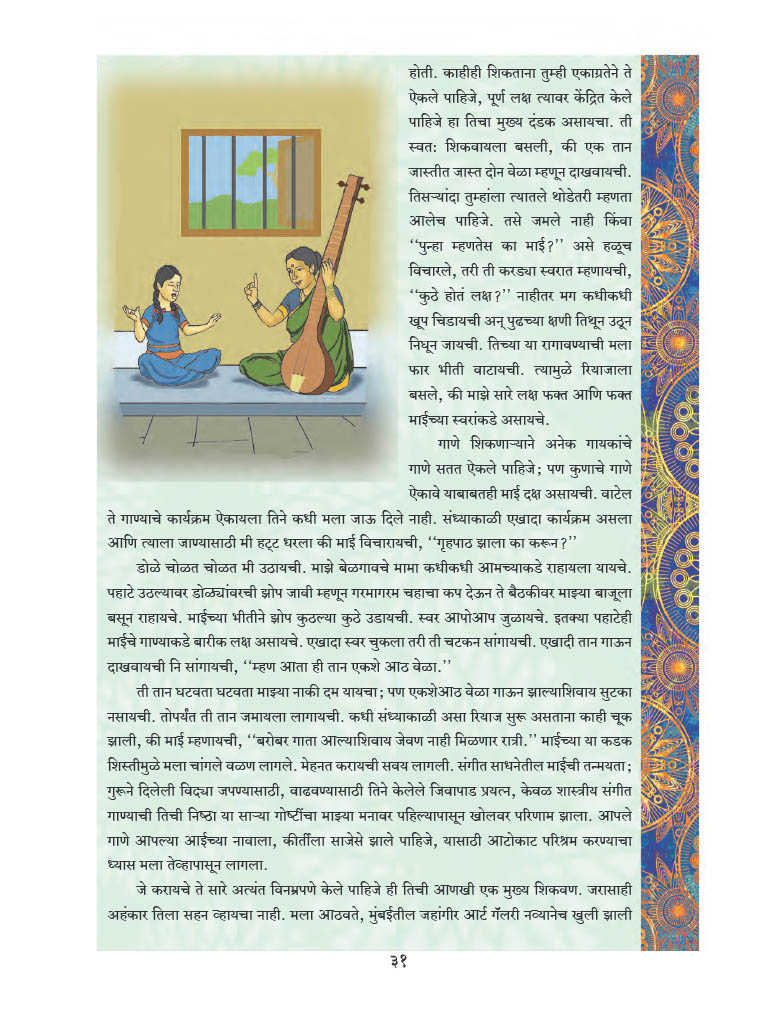 होती. काहीही शिकताना तुम्ही एकाग्रतेने ते
ऐकले पाहिजे, पूर्ण लक्ष त्यावर केंद्रित केले
पाहिजे हा तिचा मुख्य दंडक असायचा. ती
स्वत: शिकवायला बसली, की एक तान
जास्तीत जास्त दोन वेळा म्हणून दाखवायची.
तिसऱ्यांदा तुम्हांला त्यातले थोडेतरी म्हणता
आलेच पाहिजे. तसे जमले नाही किंवा
‘‘पुन्हा म्हणतेस का माई?’’ असे हळूच
विचारले, तरी ती करड्या स्वरात म्हणायची,
‘‘कुठे होतं लक्ष?’’ नाहीतर मग कधीकधी
खूप चिडायची अन् पुढच्या क्षणी तिथून उठून
निघून जायची. तिच्या या रागावण्याची मला
फार भीती वाटायची. त्यामुळे रियाजाला
बसले, की माझे सारे लक्ष फक्त आणि फक्त
माईच्या स्वरांकडे असायचे.
गाणे शिकणाऱ्याने अनेक गायकांचे
गाणे सतत ऐकले पाहिजे; पण कुणाचे गाणे
ऐकावे याबाबतही माई दक्ष असायची. वाटेल
ते गाण्याचे कार्यक्रम ऐकायला तिने कधी मला जाऊ दिले नाही. संध्याकाळी एखादा कार्यक्रम असला
आणि त्याला जाण्यासाठी मी हट्ट धरला की माई विचारायची, ‘‘गृहपाठ झाला का करून?’’
डोळे चोळत चोळत मी उठायची. माझे बेळगावचे मामा कधीकधी आमच्याकडे राहायला यायचे.
पहाटे उठल्यावर डोळ्यांवरची झोप जावी म्हणून गरमागरम चहाचा कप देऊन ते बैठकीवर माझ्या बाजूला
बसून राहायचे. माईच्या भीतीने झोप कुठल्या कुठे उडायची. स्वर आपोआप जुळायचे. इतक्या पहाटेही
माईचे गाण्याकडे बारीक लक्ष असायचे. एखादा स्वर चुकला तरी ती चटकन सांगायची. एखादी तान गाऊन
दाखवायची नि सांगायची, ‘‘म्हण आता ही तान एकशे आठ वेळा.’’
ती तान घटवता घटवता माझ्या नाकी दम यायचा; पण एकशेआठ वेळा गाऊन झाल्याशिवाय सुटका
नसायची. तोपर्यंत ती तान जमायला लागायची. कधी संध्याकाळी असा रियाज सुरू असताना काही चूक
झाली, की माई म्हणायची, ‘‘बरोबर गाता आल्याशिवाय जेवण नाही मिळणार रात्री.’’ माईच्या या कडक
शिस्तीमुळे मला चांगले वळण लागले. मेहनत करायची सवय लागली. संगीत साधनेतील माईची तन्मयता;
गुरूने दिलेली विद्या जपण्यासाठी, वाढवण्यासाठी तिने केलेले जिवापाड प्रयत्न, केवळ शास्त्रीय संगीत
गाण्याची तिची निष्ठा या साऱ्या गोष्टींचा माझ्या मनावर पहिल्यापासून खोलवर परिणाम झाला. आपले
गाणे आपल्या आईच्या नावाला, कीर्तीला साजेसे झाले पाहिजे, यासाठी आटोकाट परिश्रम करण्याचा
ध्यास मला तेव्हापासून लागला.
जे करायचे ते सारे अत्यंत विनम्रपणे केले पाहिजे ही तिची आणखी एक मुख्य शिकवण. जरासाही
अहंकार तिला सहन व्हायचा नाही. मला आठवते, मुंबईतील जहांगीर आर्ट गॅलरी नव्यानेच खुली झाली
३१